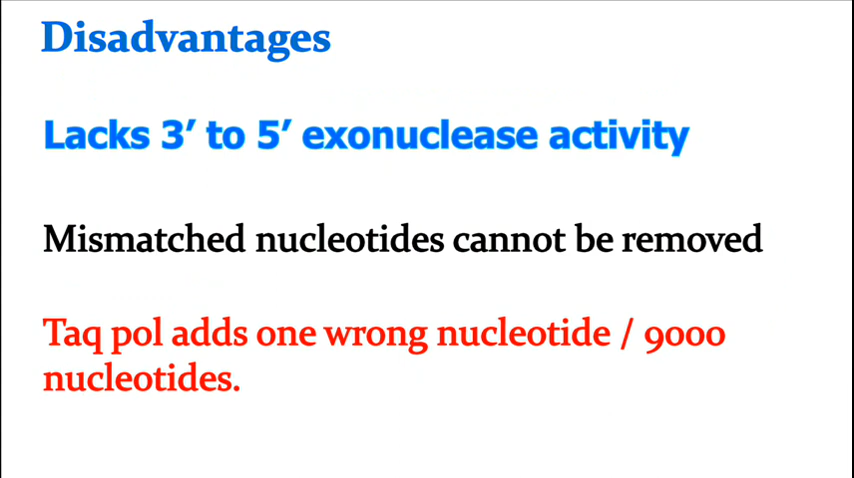 Disadvantages
Lacks 3’ to 5’ exonuclease activity
Mismatched nucleotides cannot be removed
Taq pol adds one wrong nucleotide / 9000
nucleotides.